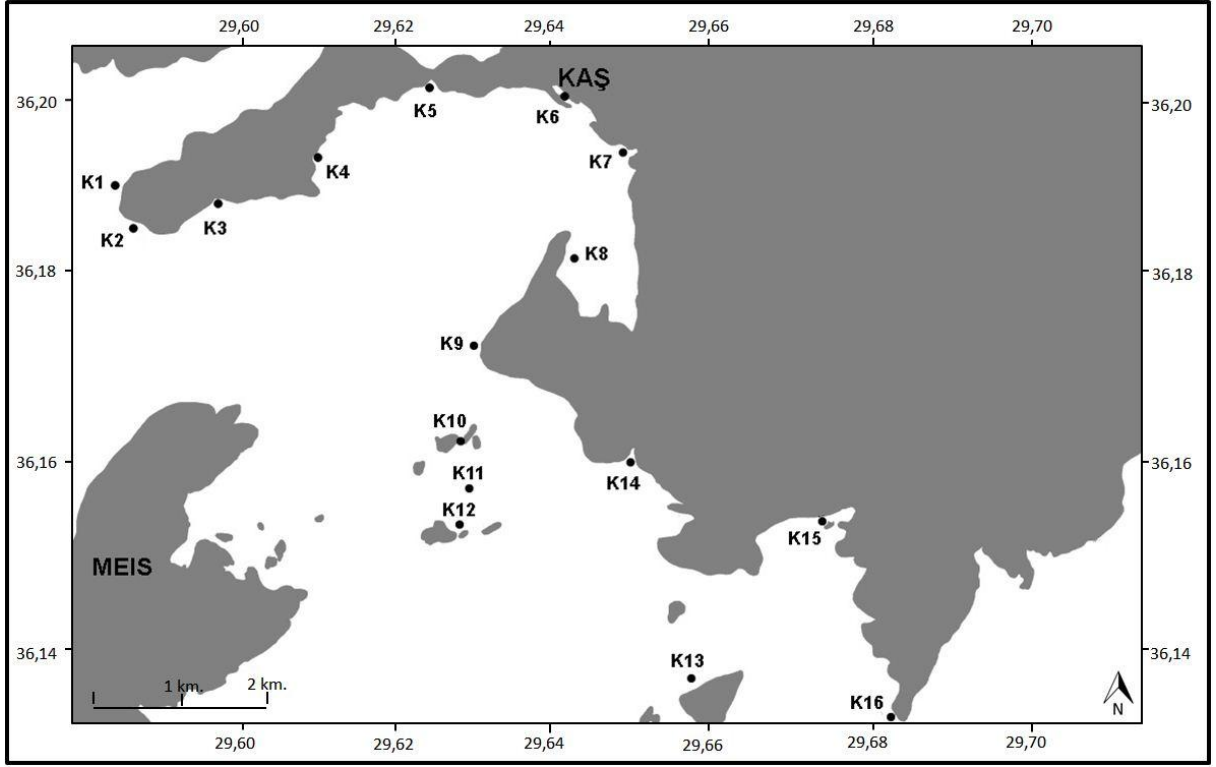 29,60 29,62 29,64 29,66 29,68 29,70
KAŞ
36,20 36,20
K5
K6
K7
K4
K1
K3
K2
K8
36,18 36,18
K9
K10
36,16 36,16
K11
K14
K12
K15
MEIS
36,14 36,14
K13
1 km. 2 km.
K16
N
29,60 29,62 29,64 29,66 29,68 29,70